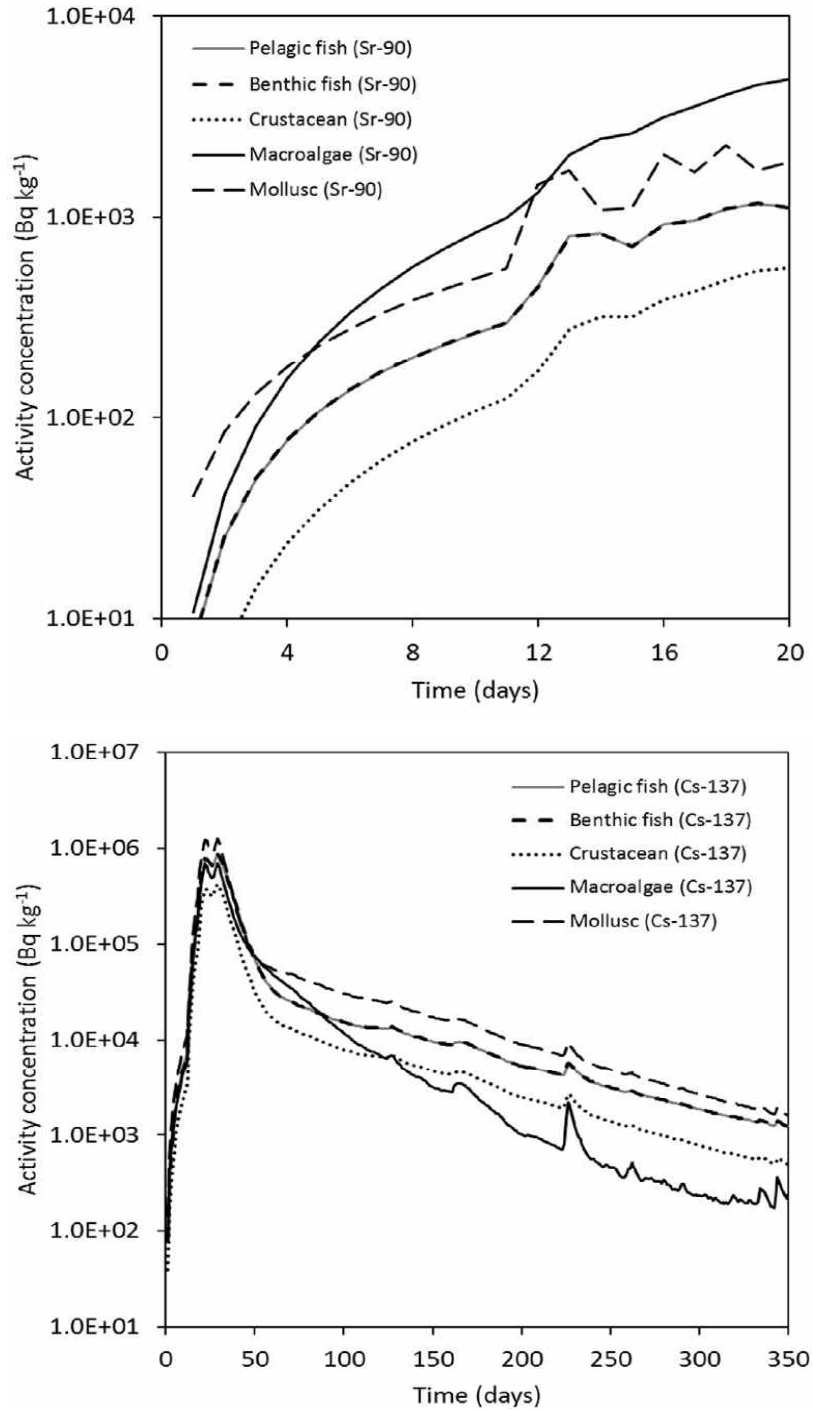 1.0E+04
1.0E+03
1.0E+02
1.0E+01
Activity concentration (Bq kg-1)
Pelagic fish (Sr-90)
Benthic fish (Sr-90)
Crustacean (Sr-90)
Macroalgae (Sr-90)
Mollusc (Sr-90)
0 4 8 12 16 20
Time (days)
1.0E+07
1.0E+06
1.0E+05
1.0E+04
1.0E+03
1.0E+02
1.0E+01
Activity concentration (Bq kg-1)
Pelagic fish (Cs-137)
Benthic fish (Cs-137)
Crustacean (Cs-137)
Macroalgae (Cs-137)
Mollusc (Cs-137)
0 50 100 150 200 250 300 350
Time (days)